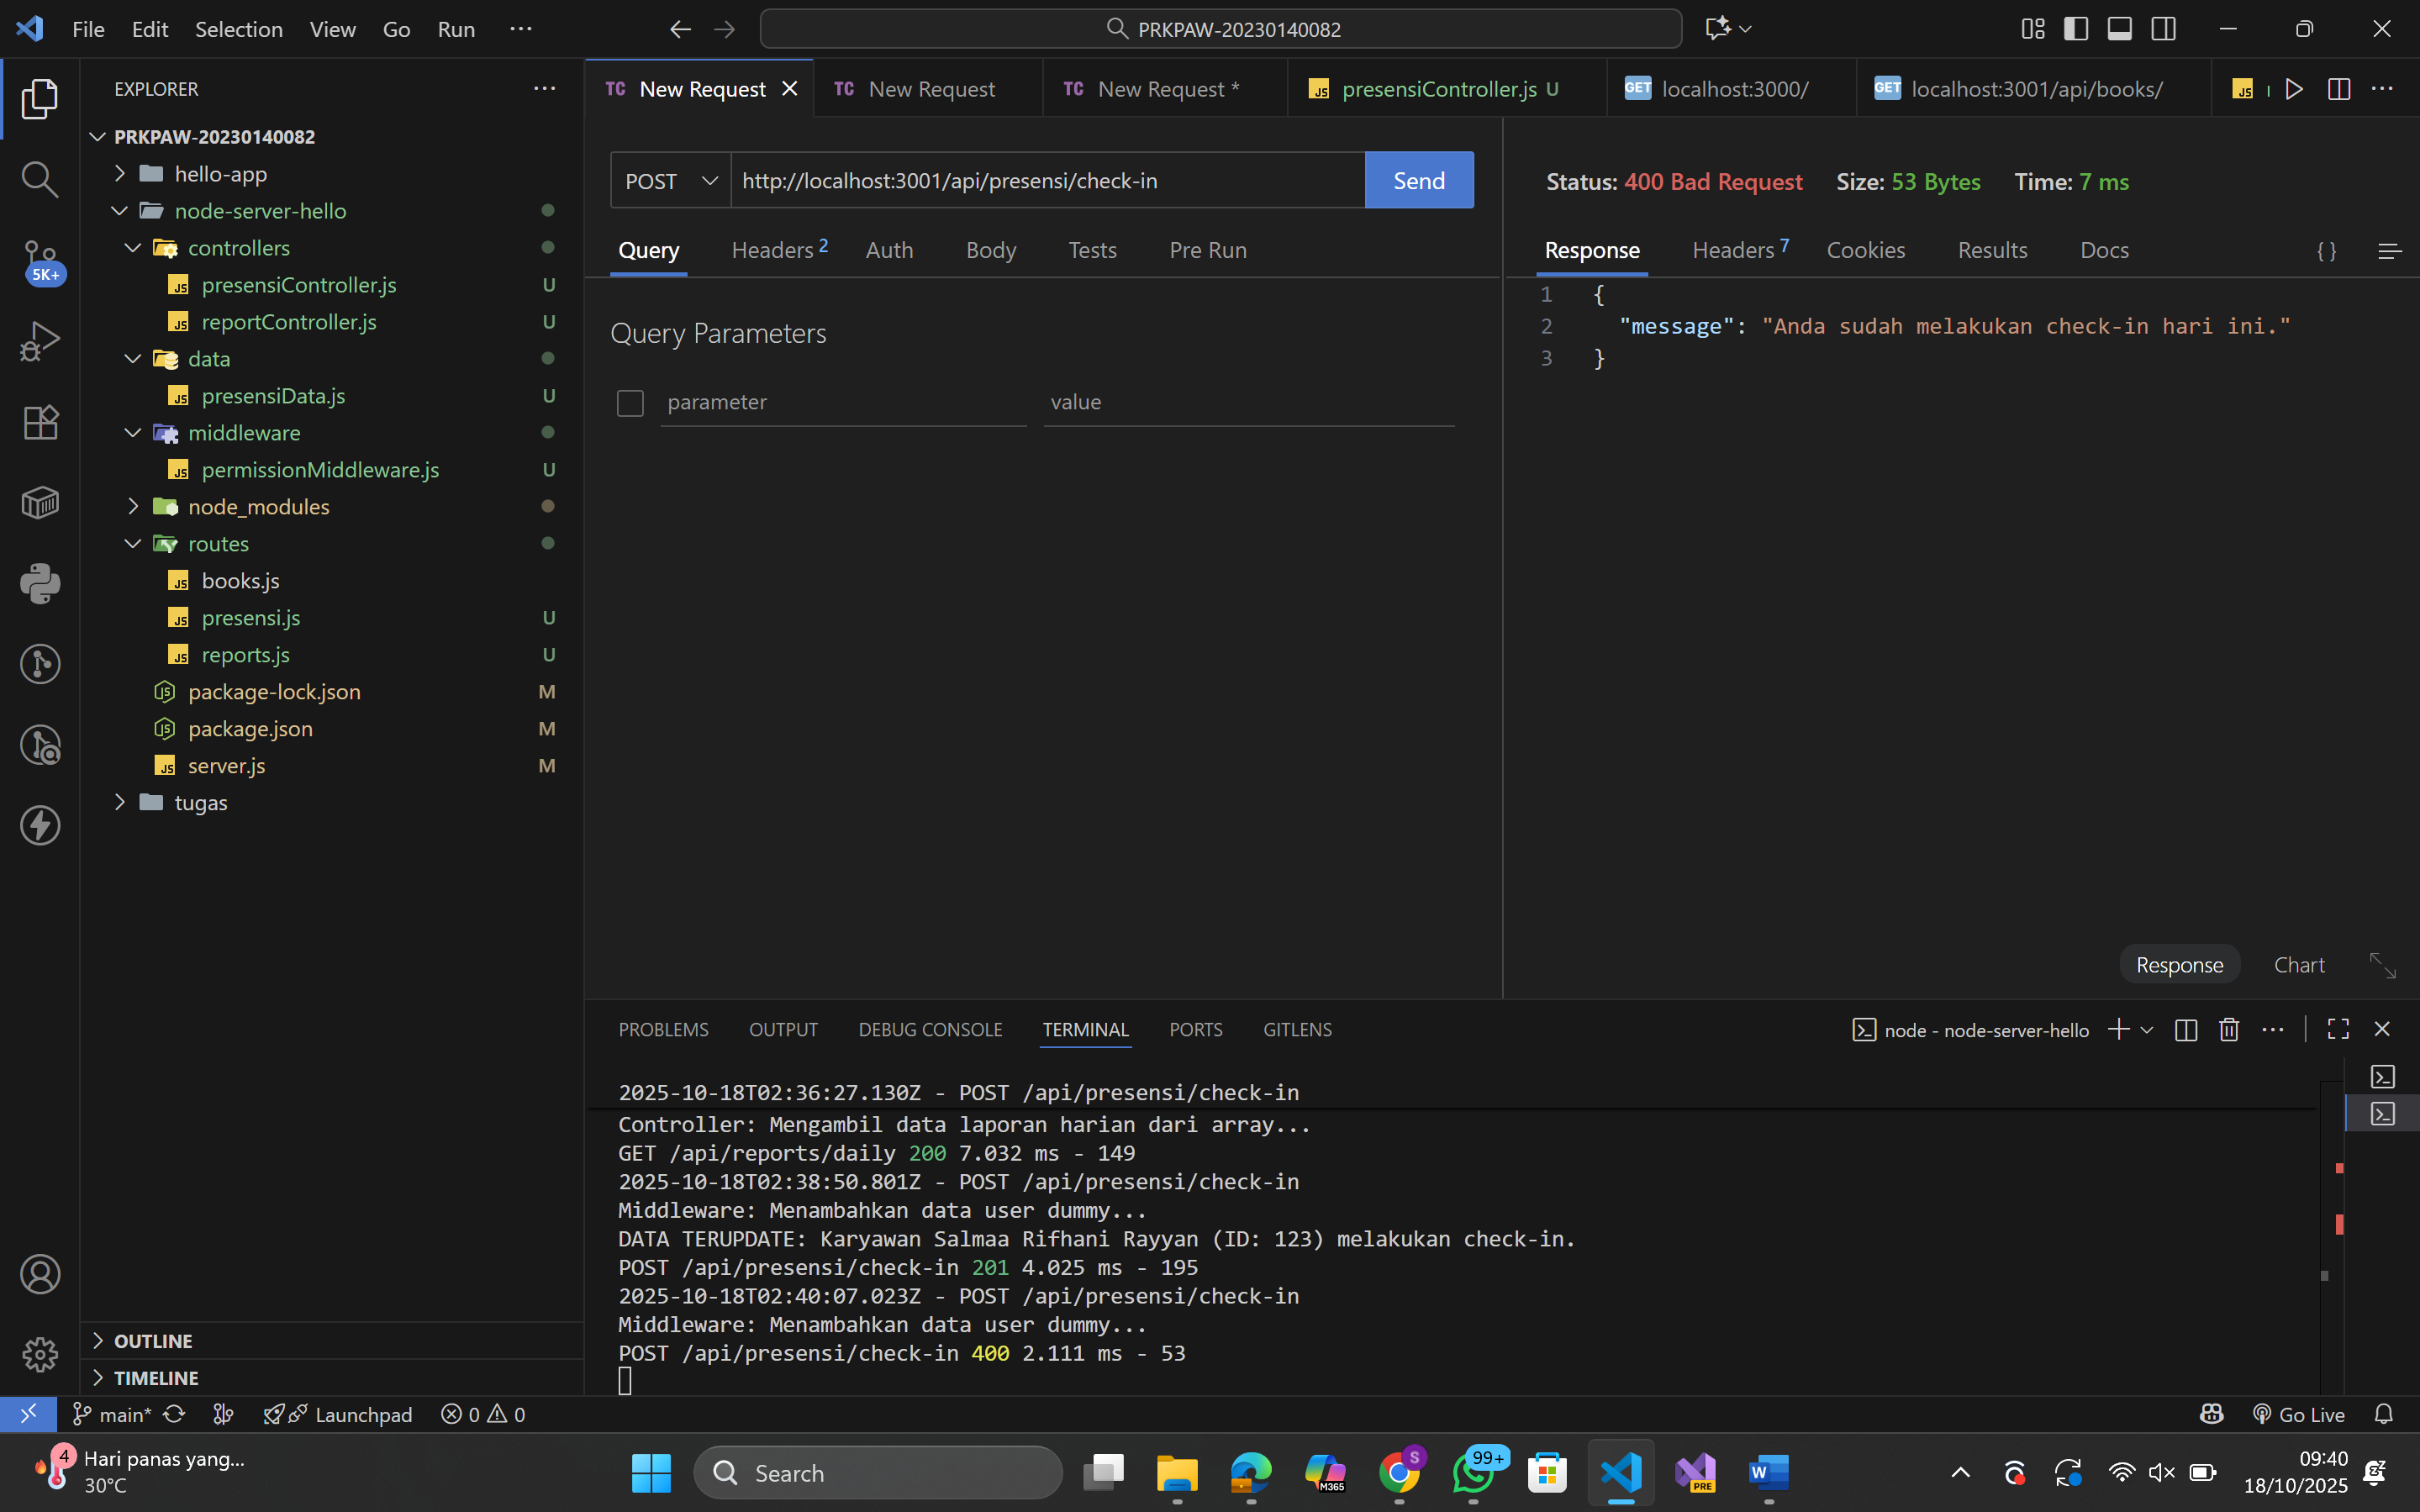 File Edit Selection View Go Run ···
PRKPAW-20230140082
EXPLORER
PRKPAW-20230140082
hello-app
node-server-hello
controllers
presensiController.js U
reportController.js U
data
presensiData.js U
middleware
permissionMiddleware.js U
node_modules
routes
books.js
presensi.js U
reports.js U
package-lock.json M
package.json M
server.js M
tugas
OUTLINE
TIMELINE
5K+
TC New Request
TC New Request
TC New Request *
JS presensiController.js U
GET localhost:3000/
GET localhost:3001/api/books/
JS
POST http://localhost:3001/api/presensi/check-in Send
Query Headers 2 Auth Body Tests Pre Run
Query Parameters
parameter value
Status: 400 Bad Request Size: 53 Bytes Time: 7 ms
Response Headers 7 Cookies Results Docs { }
1 {
2 "message": "Anda sudah melakukan check-in hari ini."
3 }
Response Chart
PROBLEMS OUTPUT DEBUG CONSOLE TERMINAL PORTS GITLENS
node - node-server-hello
2025-10-18T02:36:27.130Z - POST /api/presensi/check-in
Controller: Mengambil data laporan harian dari array...
GET /api/reports/daily 200 7.032 ms - 149
2025-10-18T02:38:50.801Z - POST /api/presensi/check-in
Middleware: Menambahkan data user dummy...
DATA TERUPDATE: Karyawan Salmaa Rifhani Rayyan (ID: 123) melakukan check-in.
POST /api/presensi/check-in 201 4.025 ms - 195
2025-10-18T02:40:07.023Z - POST /api/presensi/check-in
Middleware: Menambahkan data user dummy...
POST /api/presensi/check-in 400 2.111 ms - 53
main* Launchpad 0 0 Go Live
4 Hari panas yang...
30°C
Search
M365
S
99+
PRE
W
09:40
18/10/2025